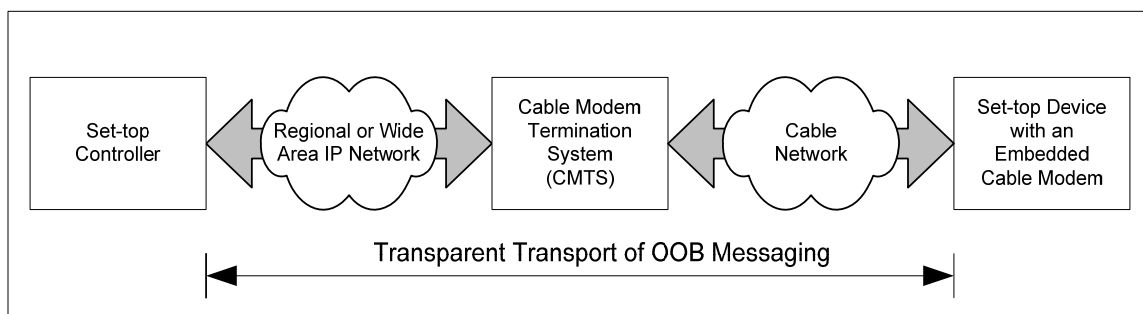 Set-top
Controller
Regional or Wide
Area IP Network
Cable Modem
Termination
System
(CMTS)
Cable
Network
Set-top Device
with an
Embedded
Cable Modem
Transparent Transport of OOB Messaging